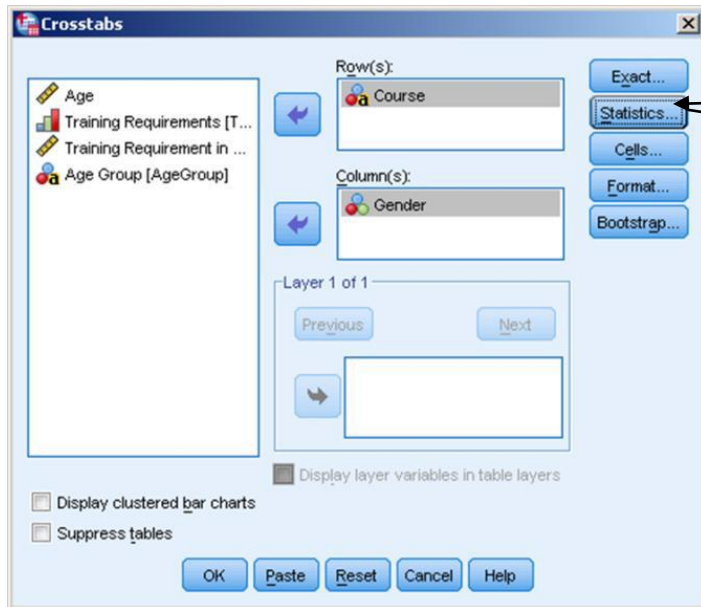 Crosstabs
Age
Training Requirements [T...
Training Requirement in ...
Age Group [AgeGroup]
Row(s):
Course
Column(s):
Gender
Layer 1 of 1
Previous
Next
Display layer variables in table layers
Exact...
Statistics...
Cells...
Format...
Bootstrap...
Display clustered bar charts
Suppress tables
OK
Paste
Reset
Cancel
Help